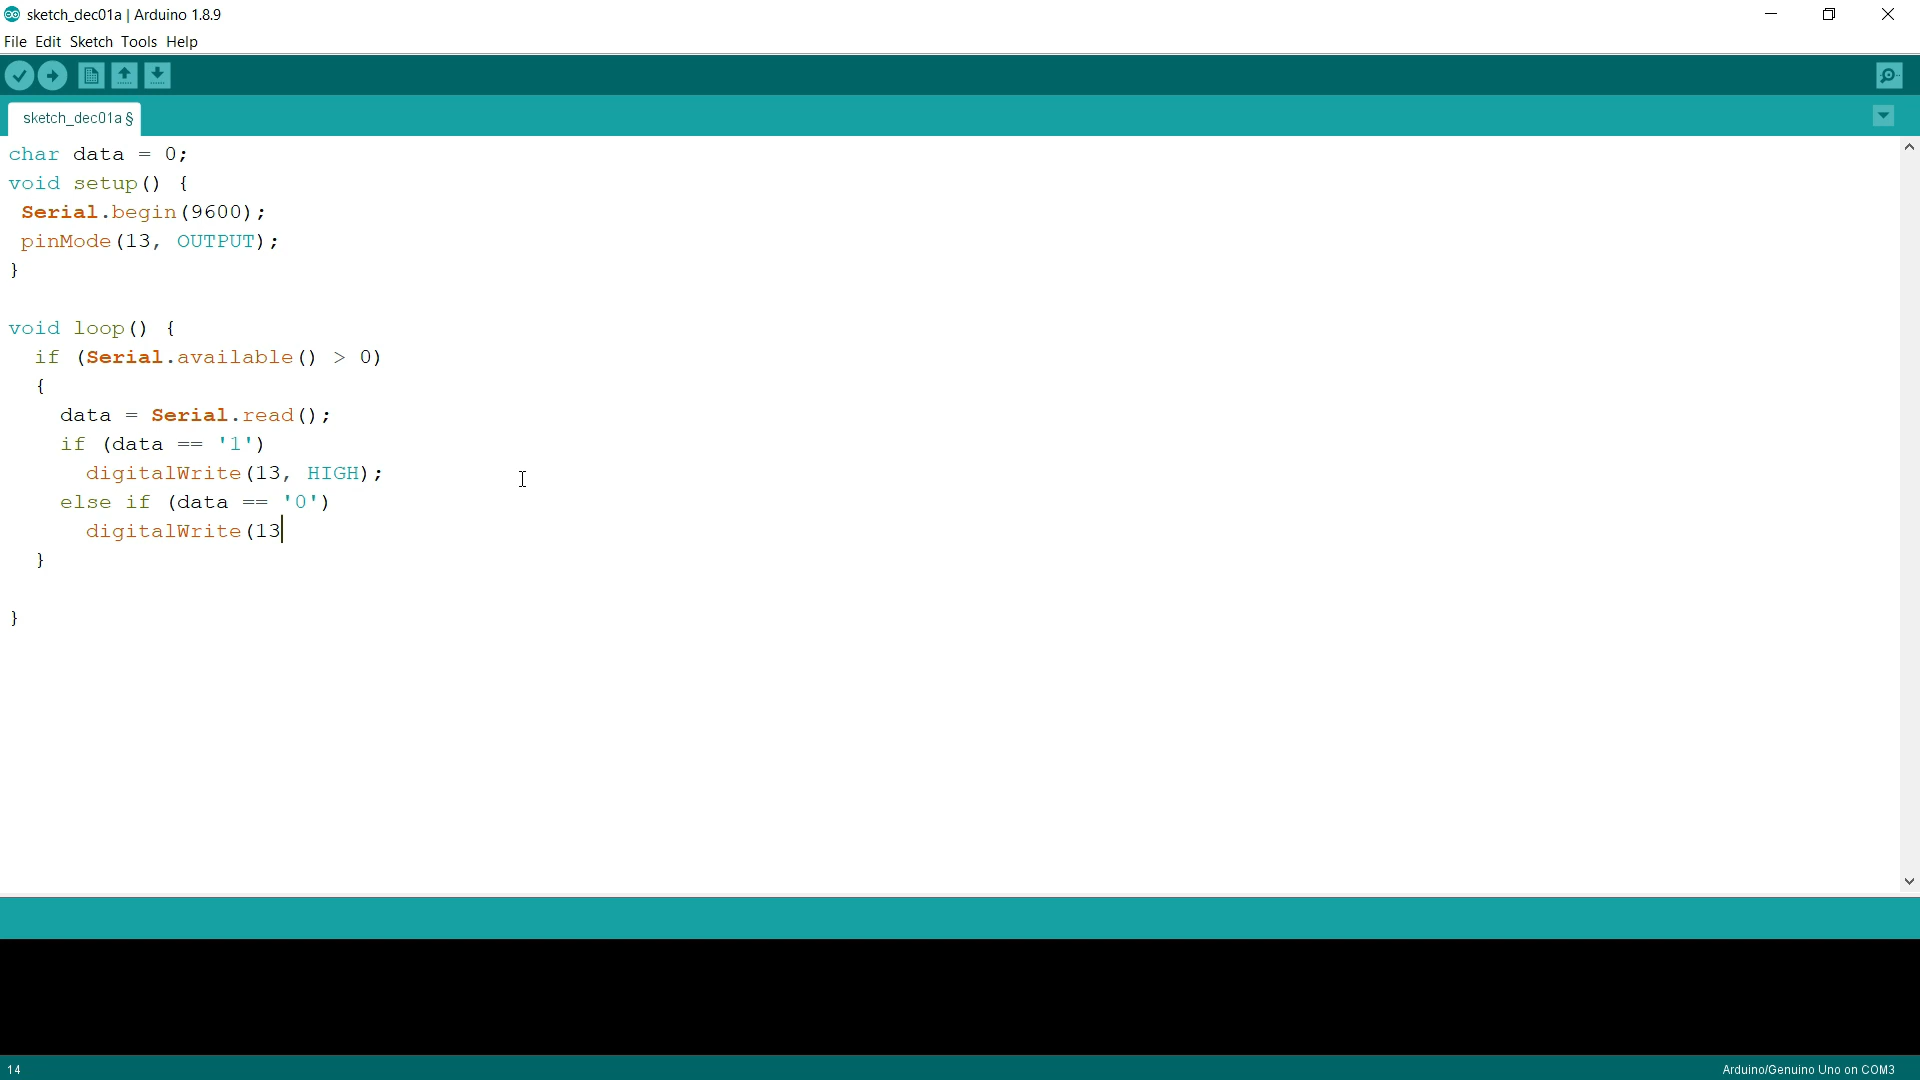 sketch_dec01a | Arduino 1.8.9
File Edit Sketch Tools Help
sketch_dec01a §
char data = 0;
void setup() {
 Serial.begin(9600);
 pinMode(13, OUTPUT);
}
void loop() {
  if (Serial.available() > 0)
  {
    data = Serial.read();
    if (data == '1')
      digitalWrite(13, HIGH);
    else if (data == '0')
      digitalWrite(13
  }
}
14
Arduino/Genuino Uno on COM3